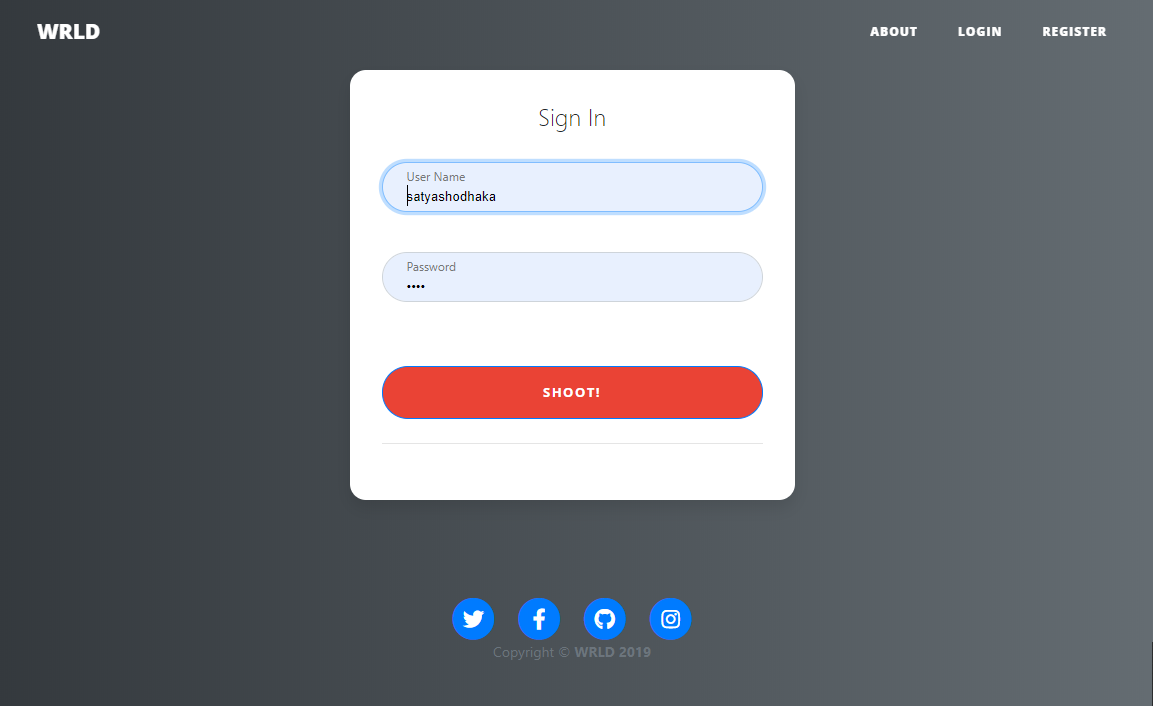 WRLD
ABOUT LOGIN REGISTER
Sign In
User Name
satyashodhaka
Password
••••
SHOOT!
Copyright © WRLD 2019